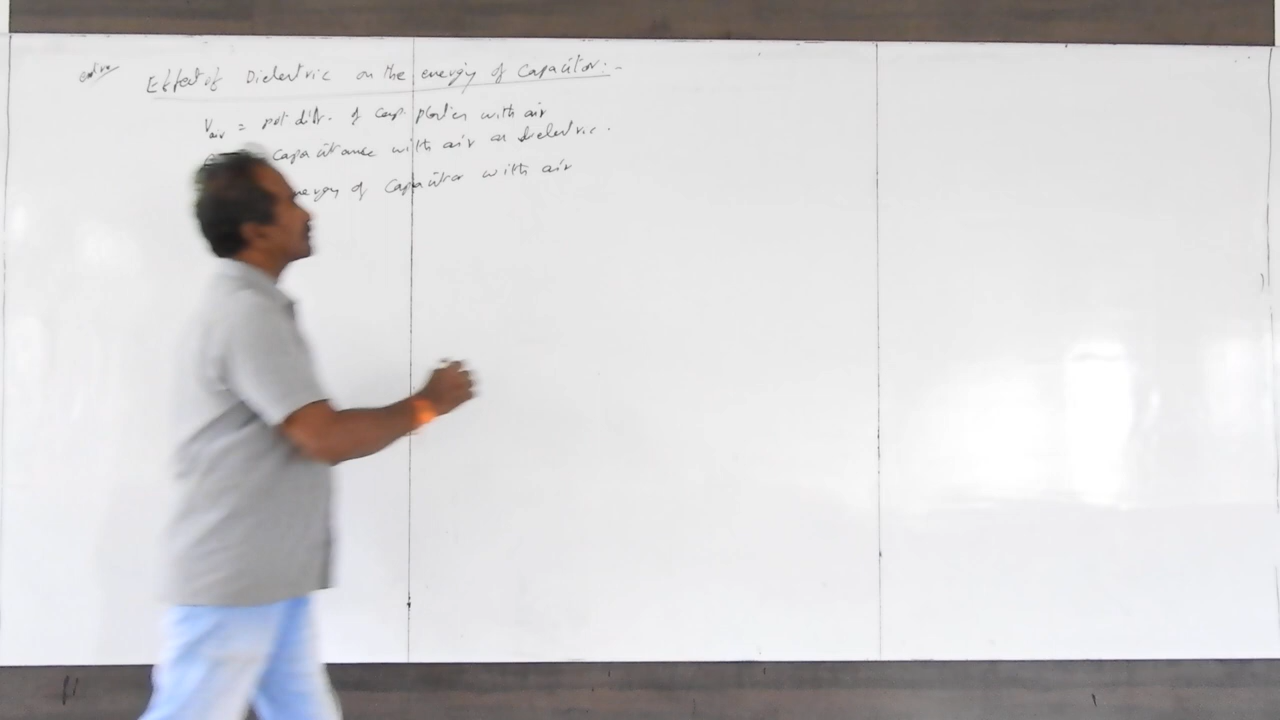 Effect of Dielectric on the energy of Capacitor:-
Vair = pot diff. of cap. plates with air
Capacitance with air as dielectric.
energy of Capacitor with air